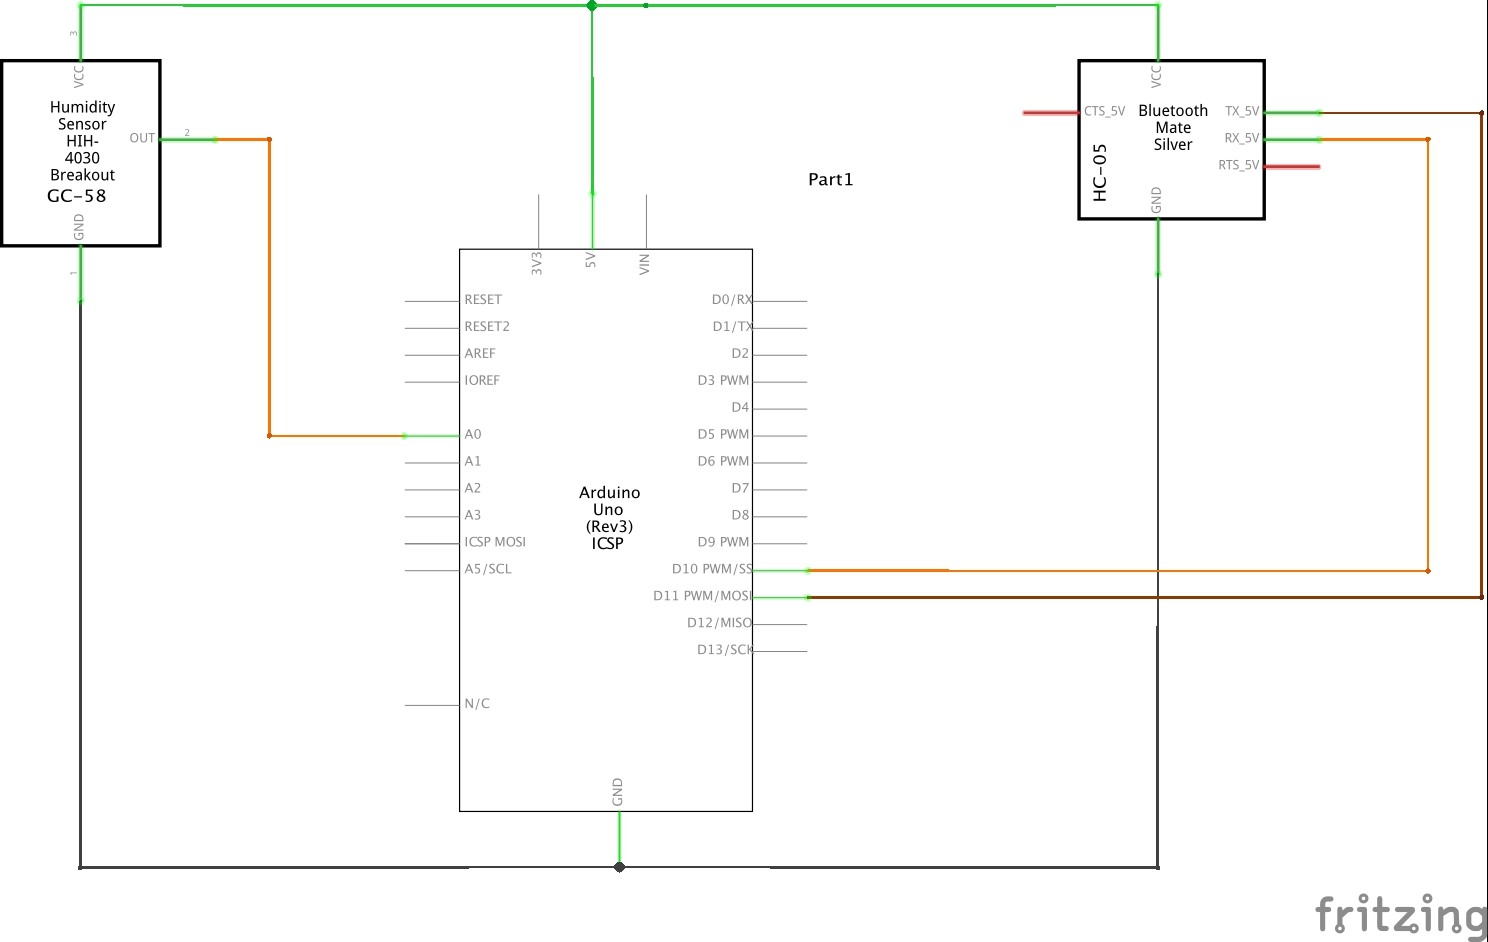 3
VCC
Humidity
Sensor
HIH-
4030
Breakout
GC-58
OUT
2
GND
1
VCC
CTS_5V
Bluetooth
Mate
Silver
TX_5V
RX_5V
RTS_5V
HC-05
GND
Part1
3V3
5V
VIN
RESET
RESET2
AREF
IOREF
A0
A1
A2
A3
ICSP MOSI
A5/SCL
N/C
Arduino
Uno
(Rev3)
ICSP
D0/RX
D1/TX
D2
D3 PWM
D4
D5 PWM
D6 PWM
D7
D8
D9 PWM
D10 PWM/SS
D11 PWM/MOSI
D12/MISO
D13/SCK
GND
fritzing